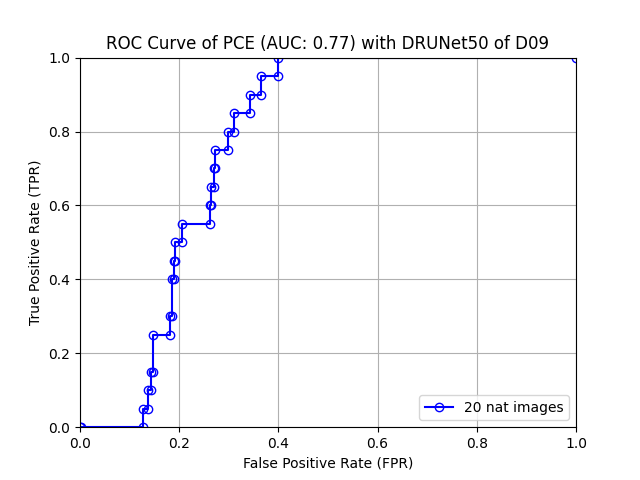 ROC Curve of PCE (AUC: 0.77) with DRUNet50 of D09
1.0
0.8
0.6
0.4
0.2
0.0
True Positive Rate (TPR)
20 nat images
0.0 0.2 0.4 0.6 0.8 1.0
False Positive Rate (FPR)